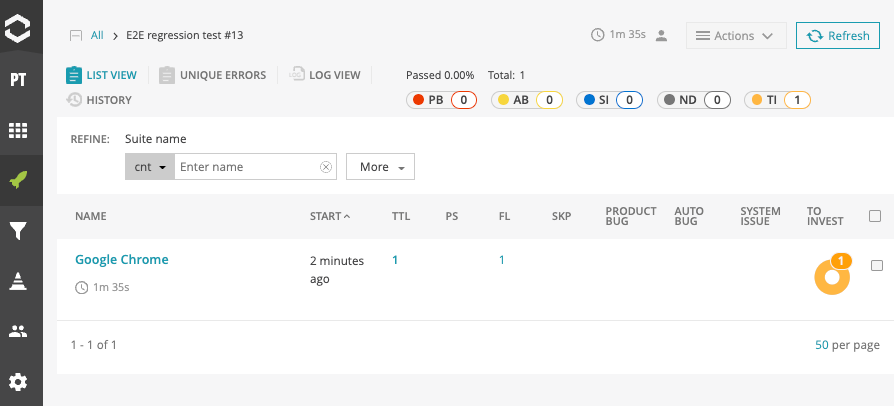 All > E2E regression test #13
1m 35s
Actions
Refresh
PT
LIST VIEW
UNIQUE ERRORS
LOG VIEW
HISTORY
Passed 0.00% Total: 1
PB 0
AB 0
SI 0
ND 0
TI 1
REFINE:
Suite name
cnt
Enter name
More
NAME
START
TTL
PS
FL
SKP
PRODUCT
BUG
AUTO
BUG
SYSTEM
ISSUE
TO
INVEST
Google Chrome
1m 35s
2 minutes
ago
1
1
1
1 - 1 of 1
50 per page